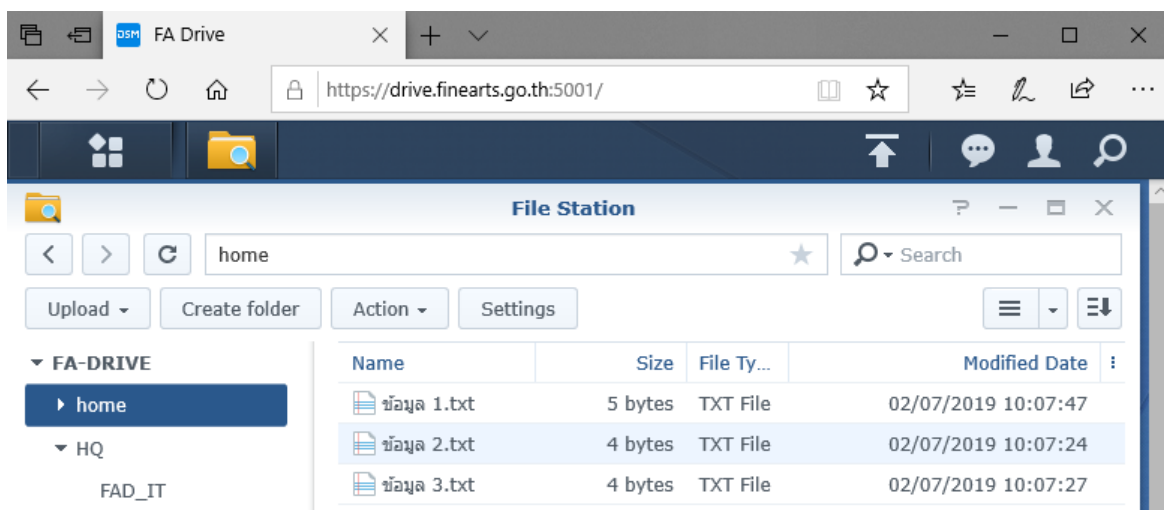 DSM FA Drive
https://drive.finearts.go.th:5001/
File Station
home
Search
Upload Create folder Action Settings
FA-DRIVE
home
HQ
FAD_IT
Name Size File Ty... Modified Date
ข้อมูล 1.txt 5 bytes TXT File 02/07/2019 10:07:47
ข้อมูล 2.txt 4 bytes TXT File 02/07/2019 10:07:24
ข้อมูล 3.txt 4 bytes TXT File 02/07/2019 10:07:27